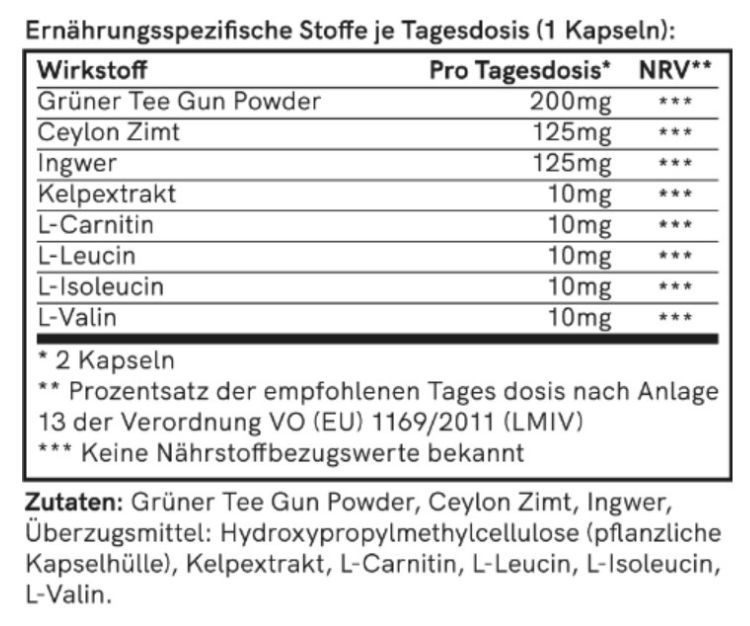 Ernährungsspezifische Stoffe je Tagesdosis (1 Kapseln):
Wirkstoff Pro Tagesdosis* NRV**
Grüner Tee Gun Powder 200mg ***
Ceylon Zimt 125mg ***
Ingwer 125mg ***
Kelpextrakt 10mg ***
L-Carnitin 10mg ***
L-Leucin 10mg ***
L-Isoleucin 10mg ***
L-Valin 10mg ***
* 2 Kapseln
** Prozentsatz der empfohlenen Tages dosis nach Anlage
13 der Verordnung VO (EU) 1169/2011 (LMIV)
*** Keine Nährstoffbezugswerte bekannt
Zutaten: Grüner Tee Gun Powder, Ceylon Zimt, Ingwer,
Überzugsmittel: Hydroxypropylmethylcellulose (pflanzliche
Kapselhülle), Kelpextrakt, L-Carnitin, L-Leucin, L-Isoleucin,
L-Valin.